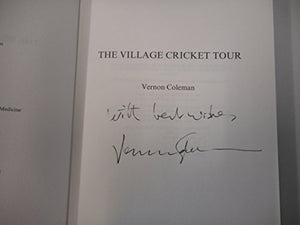 Medicine
THE VILLAGE CRICKET TOUR
Vernon Coleman
with best wishes